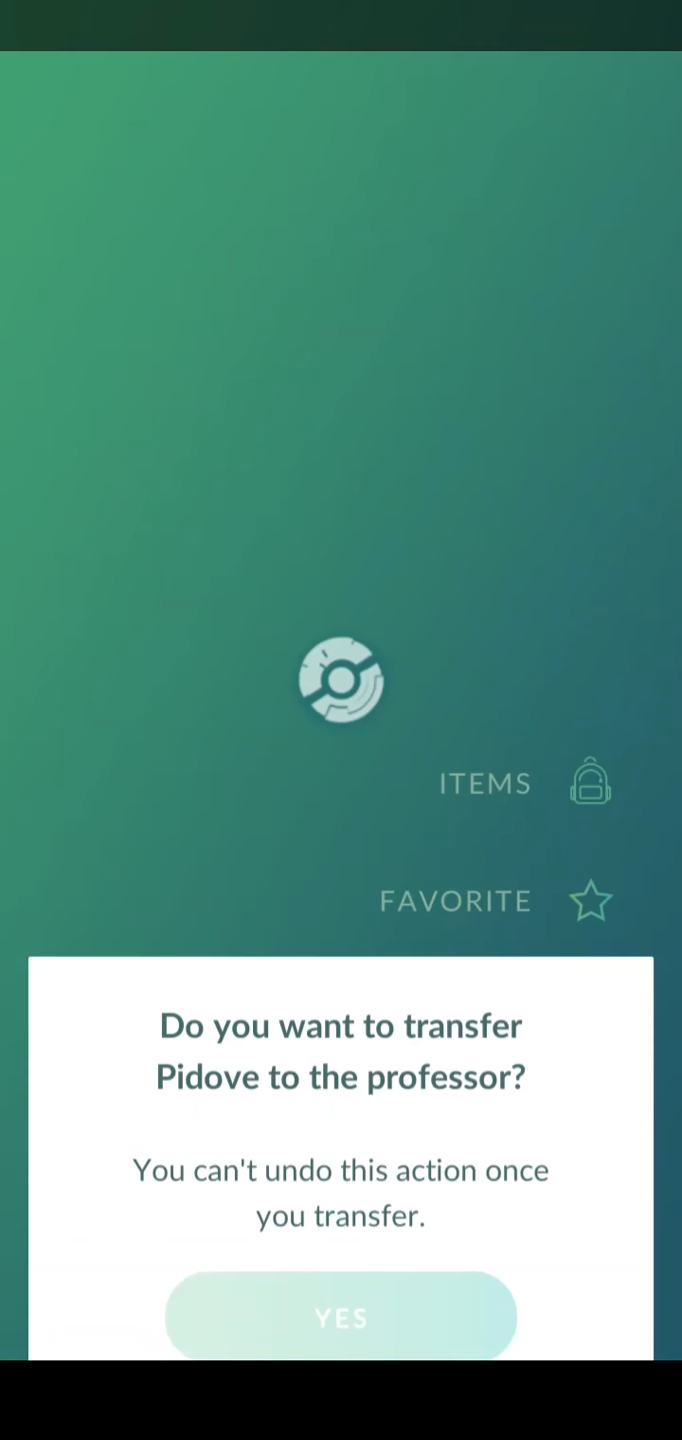 ITEMS
FAVORITE
Do you want to transfer
Pidove to the professor?
You can't undo this action once
you transfer.
YES